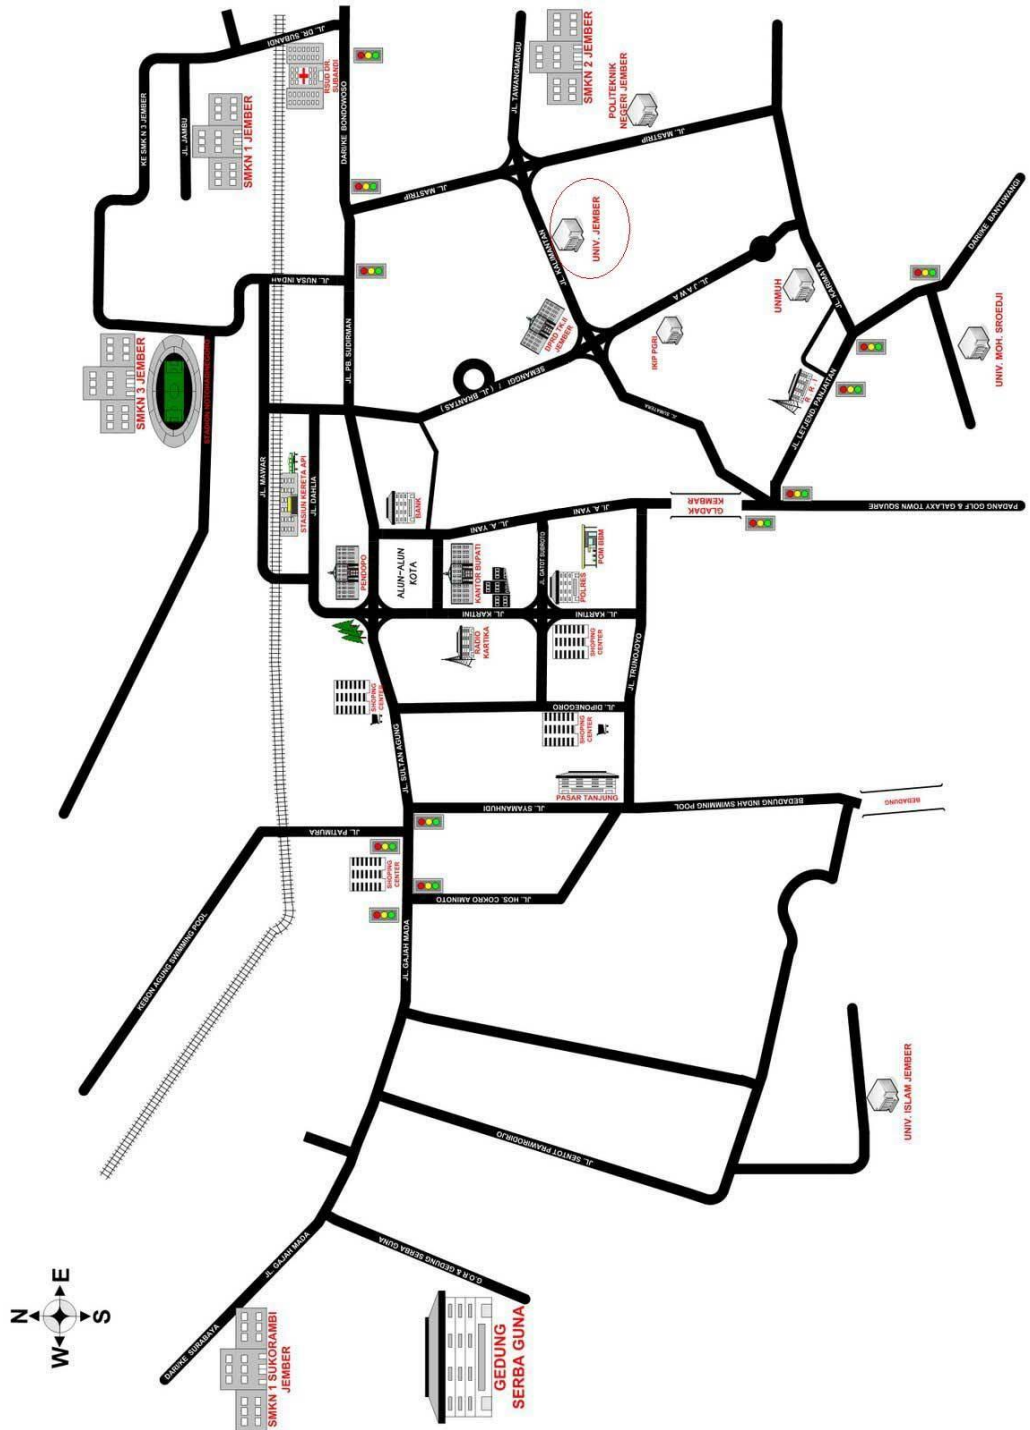 JL. DR. SUBANDI
KE SMK N 3 JEMBER
JL. JAMBU
SMKN 1 JEMBER
RSUD DR.
SUBANDI
DARI/KE BONDOWOSO
JL. TAWANGMANGU
SMKN 2 JEMBER
POLITEKNIK
NEGERI JEMBER
JL. MASTRIP
JL. MASTRIP
JL. KALIMANTAN
UNIV. JEMBER
DARI/KE BANYUWANGI
JL. NUSA INDAH
JL. PB. SUDIRMAN
JL. JAWA
UNMUH
JL. KARIMATA
UNIV. MOH. SROEDJI
DPRD TK.II
JEMBER
IKIP PGRI
SMKN 3 JEMBER
SEMANGGI / ( JL. BRANTAS )
JL. SUMATERA
R R I
JL. LETJEND. PANJAITAN
JL. MAWAR
STASIUN KERETA API
JL. DAHLIA
BANK
JL. A. YANI
JL. A. YANI
GLADAK
KEMBAR
PADANG GOLF & GALAXY TOWN SQUARE
PENDOPO
ALUN-ALUN
KOTA
KANTOR BUPATI
JL. GATOT SUBROTO
POM BBM
POLRES
JL. KARTINI
JL. KARTINI
RADIO
KARTIKA
SHOPING
CENTER
JL. TRUNOJOYO
SHOPING
CENTER
JL. DIPONEGORO
SHOPING
CENTER
JL. SULTAN AGUNG
PASAR TANJUNG
JL. SYAMANHUDI
BEDADUNG INDAH SWIMMING POOL
BEDADUNG
JL. PATIMURA
SHOPING
CENTER
JL. HOS. COKRO AMINOTO
KEBON AGUNG SWIMMING POOL
JL. GAJAH MADA
JL. SENTOT PRAWIRODIRJO
UNIV. ISLAM JEMBER
JL. GAJAH MADA
G.O.R & GEDUNG SERBA GUNA
DARI/KE SURABAYA
SMKN 1 SUKORAMBI
JEMBER
GEDUNG
SERBA GUNA
N
E
S
W